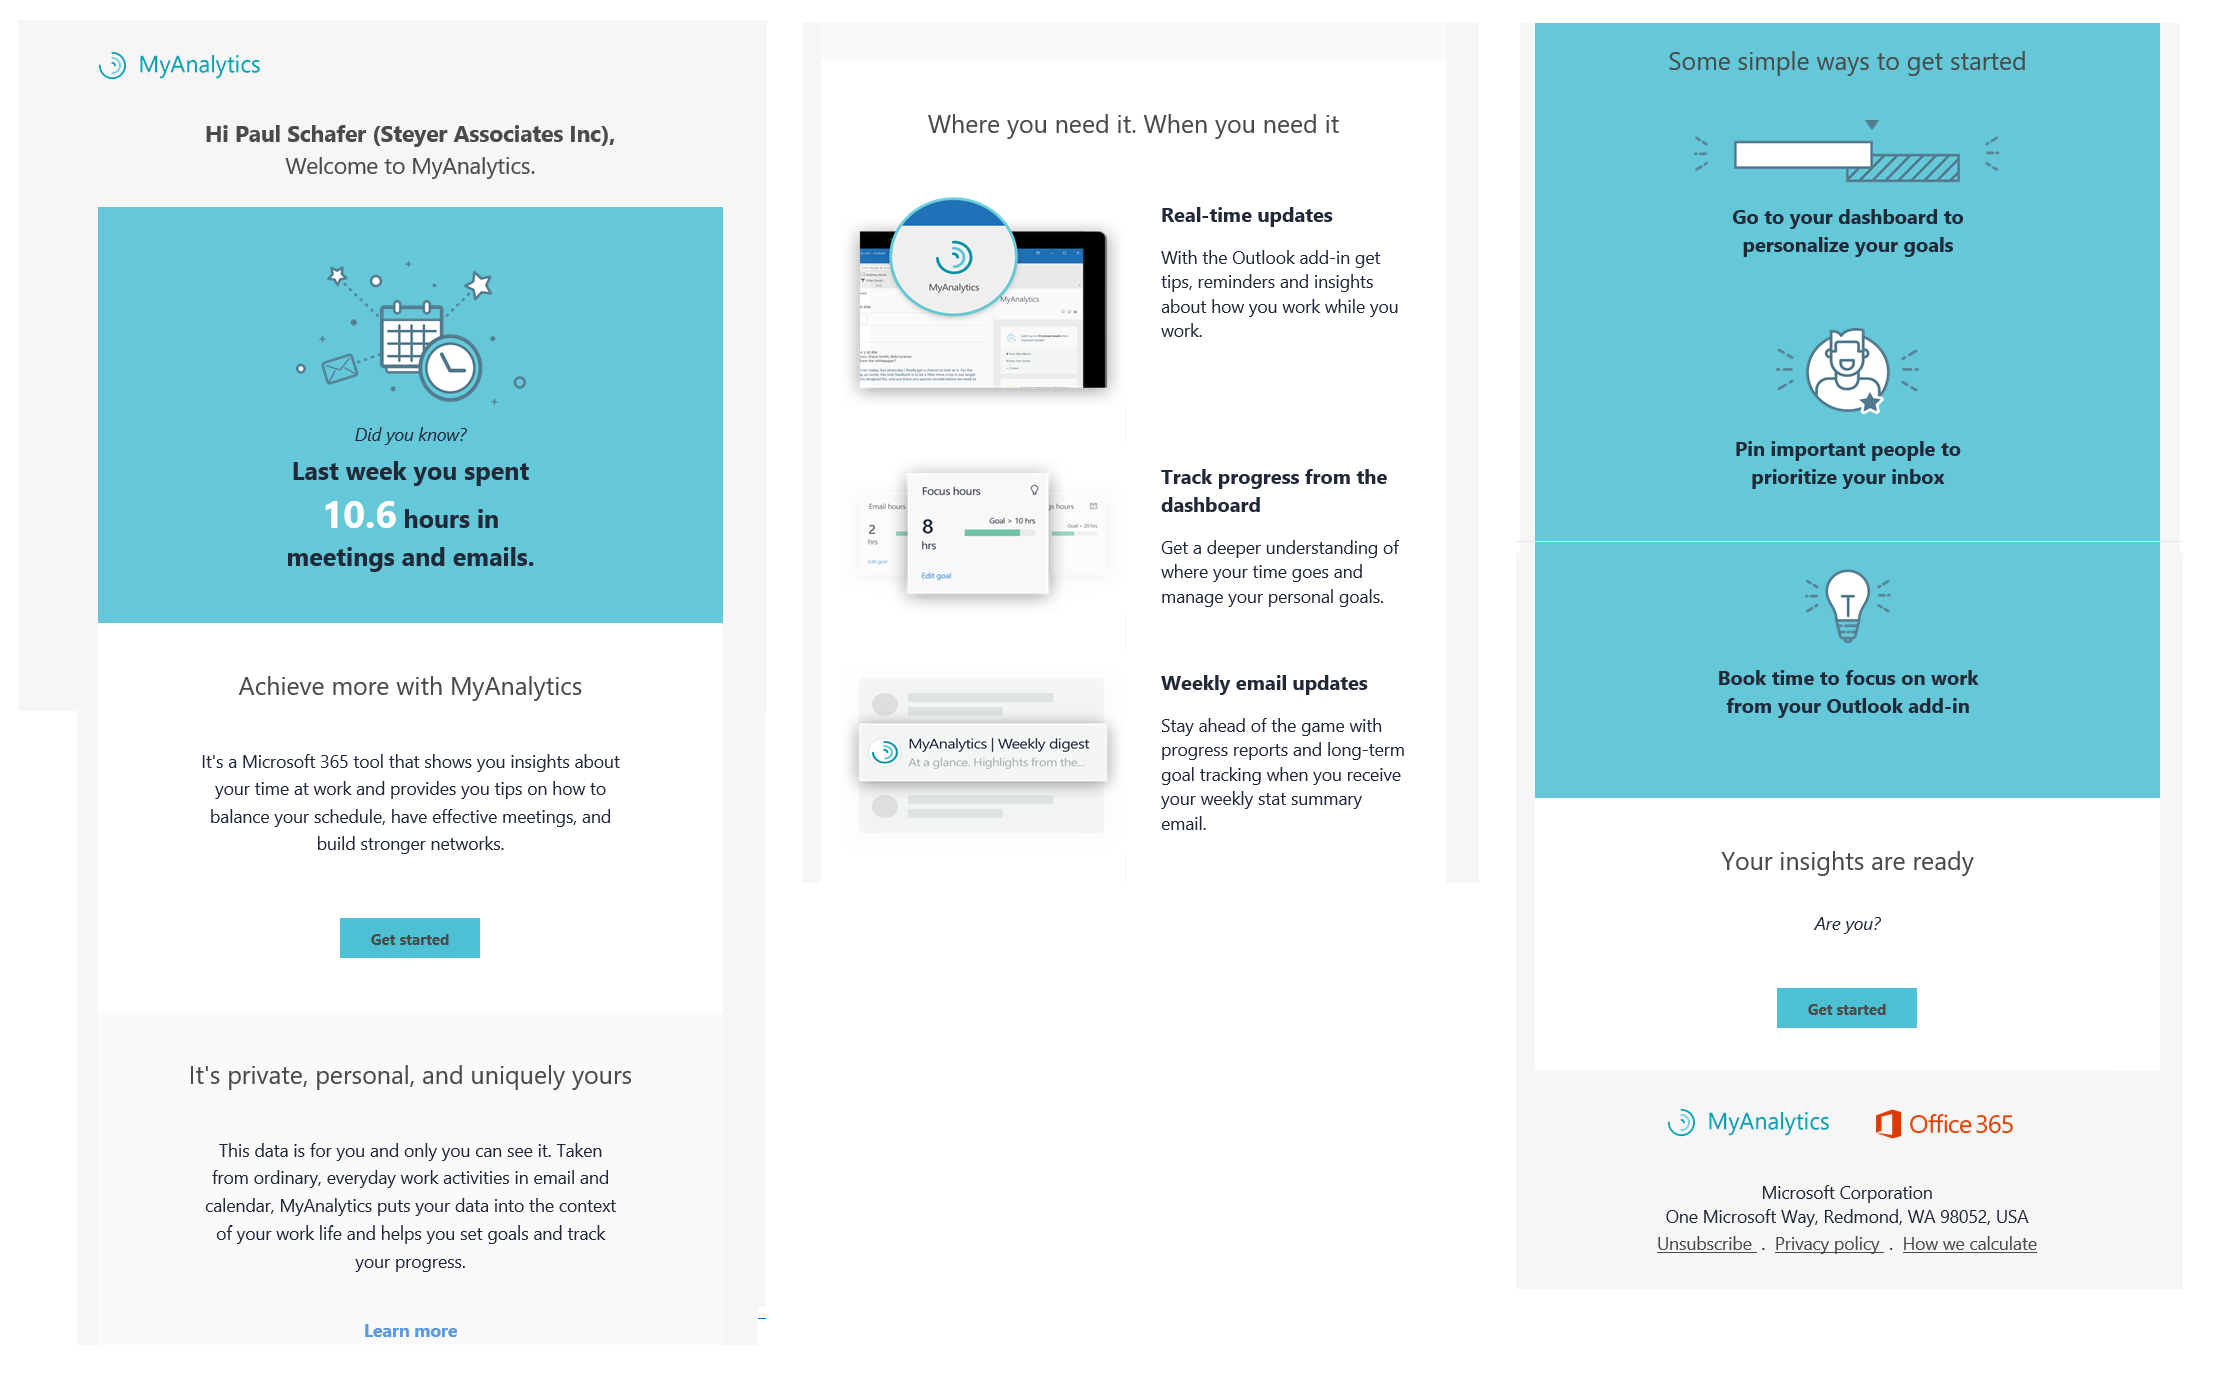 MyAnalytics
Hi Paul Schafer (Steyer Associates Inc),
Welcome to MyAnalytics.
Did you know?
Last week you spent
10.6 hours in
meetings and emails.
Achieve more with MyAnalytics
It's a Microsoft 365 tool that shows you insights about
your time at work and provides you tips on how to
balance your schedule, have effective meetings, and
build stronger networks.
Get started
It's private, personal, and uniquely yours
This data is for you and only you can see it. Taken
from ordinary, everyday work activities in email and
calendar, MyAnalytics puts your data into the context
of your work life and helps you set goals and track
your progress.
Learn more
Where you need it. When you need it
MyAnalytics
MyAnalytics
Real-time updates
With the Outlook add-in get
tips, reminders and insights
about how you work while you
work.
Email hours
2
hrs
Edit goal
Focus hours
8
hrs
Goal > 10 hrs
Edit goal
gs hours
Goal > 20 hrs
Track progress from the
dashboard
Get a deeper understanding of
where your time goes and
manage your personal goals.
MyAnalytics | Weekly digest
At a glance. Highlights from the...
Weekly email updates
Stay ahead of the game with
progress reports and long-term
goal tracking when you receive
your weekly stat summary
email.
Some simple ways to get started
Go to your dashboard to
personalize your goals
Pin important people to
prioritize your inbox
Book time to focus on work
from your Outlook add-in
Your insights are ready
Are you?
Get started
MyAnalytics
Office 365
Microsoft Corporation
One Microsoft Way, Redmond, WA 98052, USA
Unsubscribe . Privacy policy . How we calculate